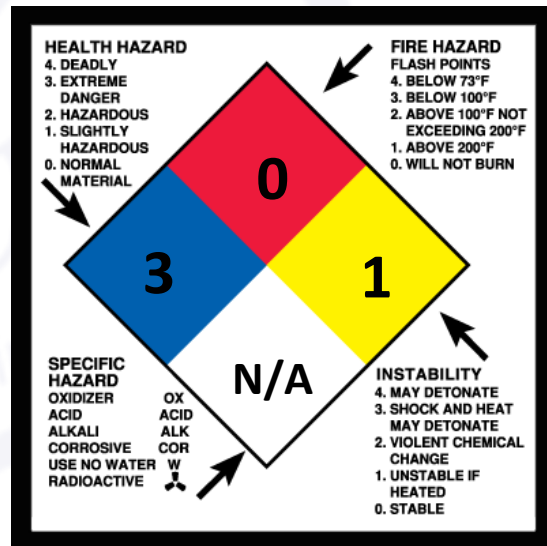 HEALTH HAZARD
4. DEADLY
3. EXTREME
DANGER
2. HAZARDOUS
1. SLIGHTLY
HAZARDOUS
0. NORMAL
MATERIAL
FIRE HAZARD
FLASH POINTS
4. BELOW 73°F
3. BELOW 100°F
2. ABOVE 100°F NOT
EXCEEDING 200°F
1. ABOVE 200°F
0. WILL NOT BURN
0
3
1
N/A
SPECIFIC
HAZARD
OXIDIZER OX
ACID ACID
ALKALI ALK
CORROSIVE COR
USE NO WATER W
RADIOACTIVE
INSTABILITY
4. MAY DETONATE
3. SHOCK AND HEAT
MAY DETONATE
2. VIOLENT CHEMICAL
CHANGE
1. UNSTABLE IF
HEATED
0. STABLE